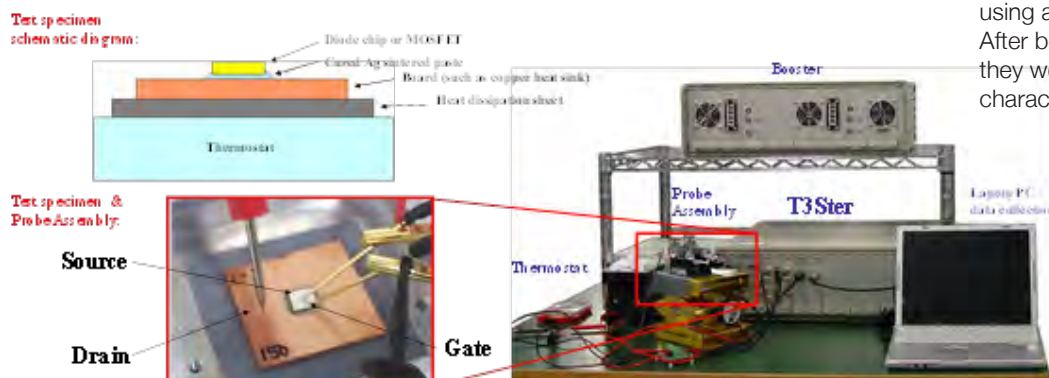 Test specimen
schematic diagram:
Diode chip or MOSFET
Cured Ag sintered paste
Board (such as copper heat sink)
Heat dissipation sheet
Thermostat
Test specimen &
Probe Assembly:
Source
Drain
Gate
150
Booster
Probe
Assembly
T3Ster
Laptop PC
data collection
Thermostat
using a
After b
they we
charac